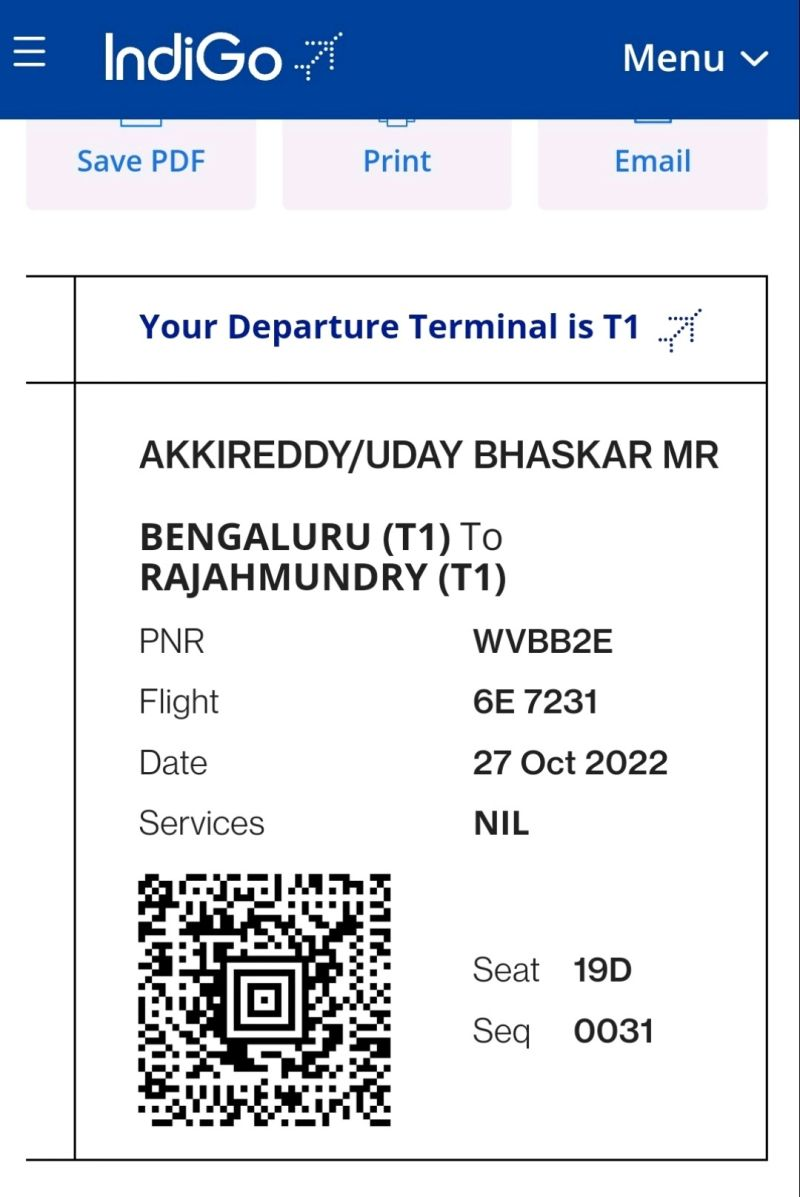 IndiGo
Menu
Save PDF
Print
Email
Your Departure Terminal is T1
AKKIREDDY/UDAY BHASKAR MR
BENGALURU (T1) To
RAJAHMUNDRY (T1)
PNR WVBB2E
Flight 6E 7231
Date 27 Oct 2022
Services NIL
Seat 19D
Seq 0031